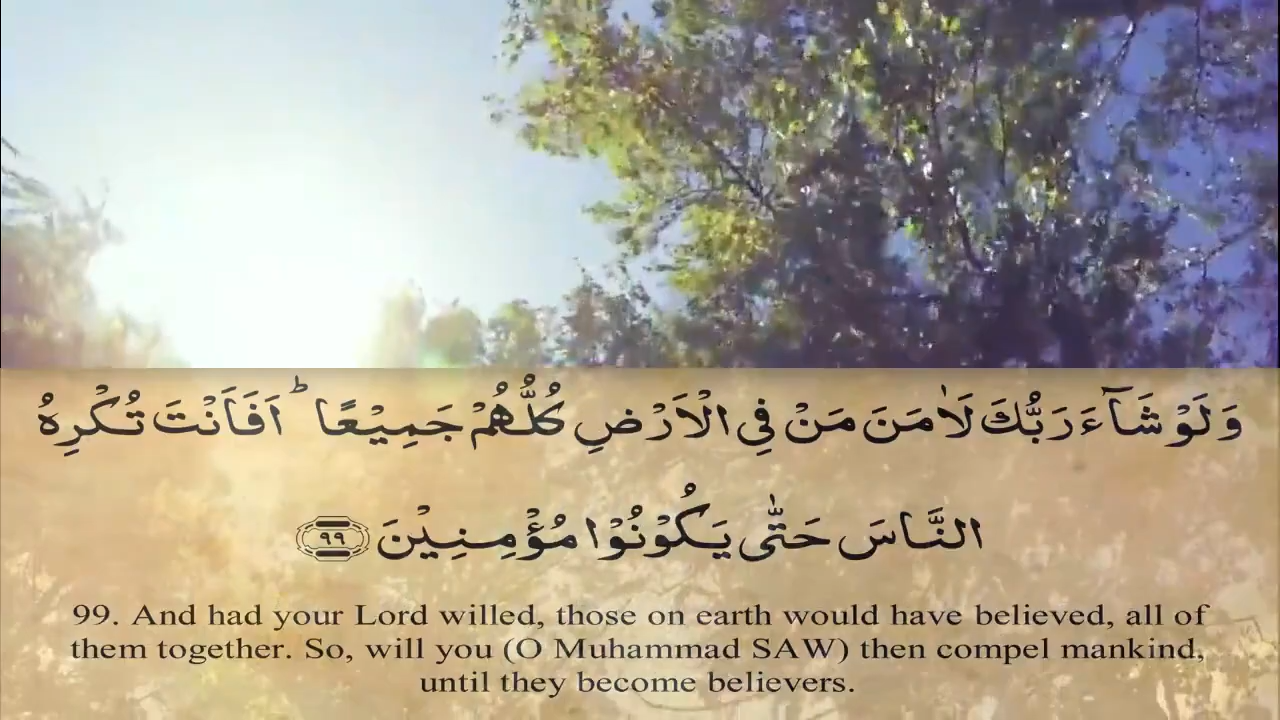 وَلَوْ شَآءَ رَبُّكَ لَاٰمَنَ مَنْ فِى الْاَرْضِ كُلُّهُمْ جَمِيْعًا ؕ اَفَاَنْتَ تُكْرِهُ
النَّاسَ حَتّٰى يَكُوْنُوْا مُؤْمِنِيْنَ ۹۹
99. And had your Lord willed, those on earth would have believed, all of
them together. So, will you (O Muhammad SAW) then compel mankind,
until they become believers.